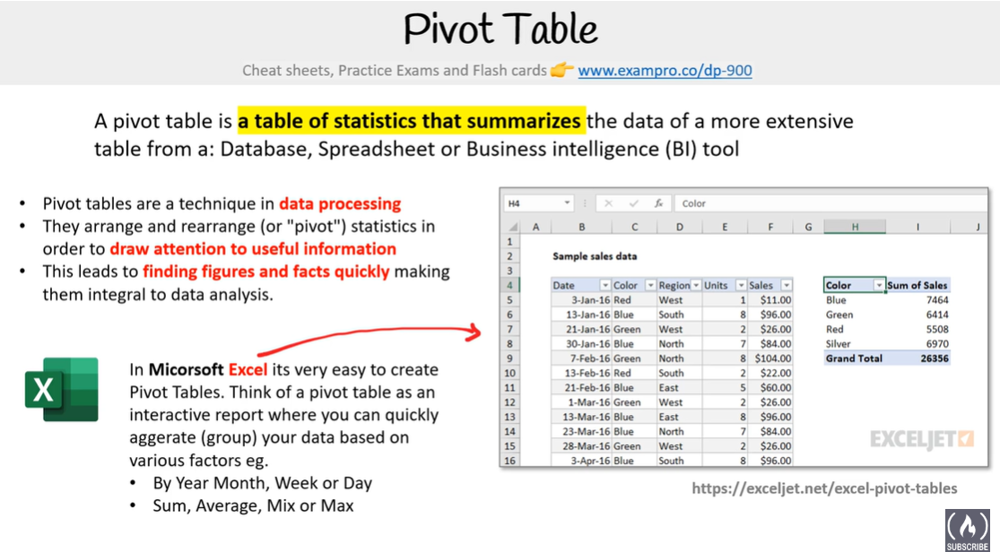 Pivot Table
Cheat sheets, Practice Exams and Flash cards 👉 www.exampro.co/dp-900
A pivot table is a table of statistics that summarizes the data of a more extensive
table from a: Database, Spreadsheet or Business intelligence (BI) tool
• Pivot tables are a technique in data processing
• They arrange and rearrange (or "pivot") statistics in
order to draw attention to useful information
• This leads to finding figures and facts quickly making
them integral to data analysis.
X
In Micorsoft Excel its very easy to create
Pivot Tables. Think of a pivot table as an
interactive report where you can quickly
aggerate (group) your data based on
various factors eg.
• By Year Month, Week or Day
• Sum, Average, Mix or Max
H4 fx Color
A B C D E F G H I J
1
2 Sample sales data
3
4 Date Color Region Units Sales Color Sum of Sales
5 3-Jan-16 Red West 1 $11.00 Blue 7464
6 13-Jan-16 Blue South 8 $96.00 Green 6414
7 21-Jan-16 Green West 2 $26.00 Red 5508
8 30-Jan-16 Blue North 7 $84.00 Silver 6970
9 7-Feb-16 Green North 8 $104.00 Grand Total 26356
10 13-Feb-16 Red South 2 $22.00
11 21-Feb-16 Blue East 5 $60.00
12 1-Mar-16 Green West 2 $26.00
13 13-Mar-16 Blue East 8 $96.00
14 23-Mar-16 Blue North 7 $84.00
15 28-Mar-16 Green West 2 $26.00
16 3-Apr-16 Blue South 8 $96.00
EXCELJET
https://exceljet.net/excel-pivot-tables
SUBSCRIBE